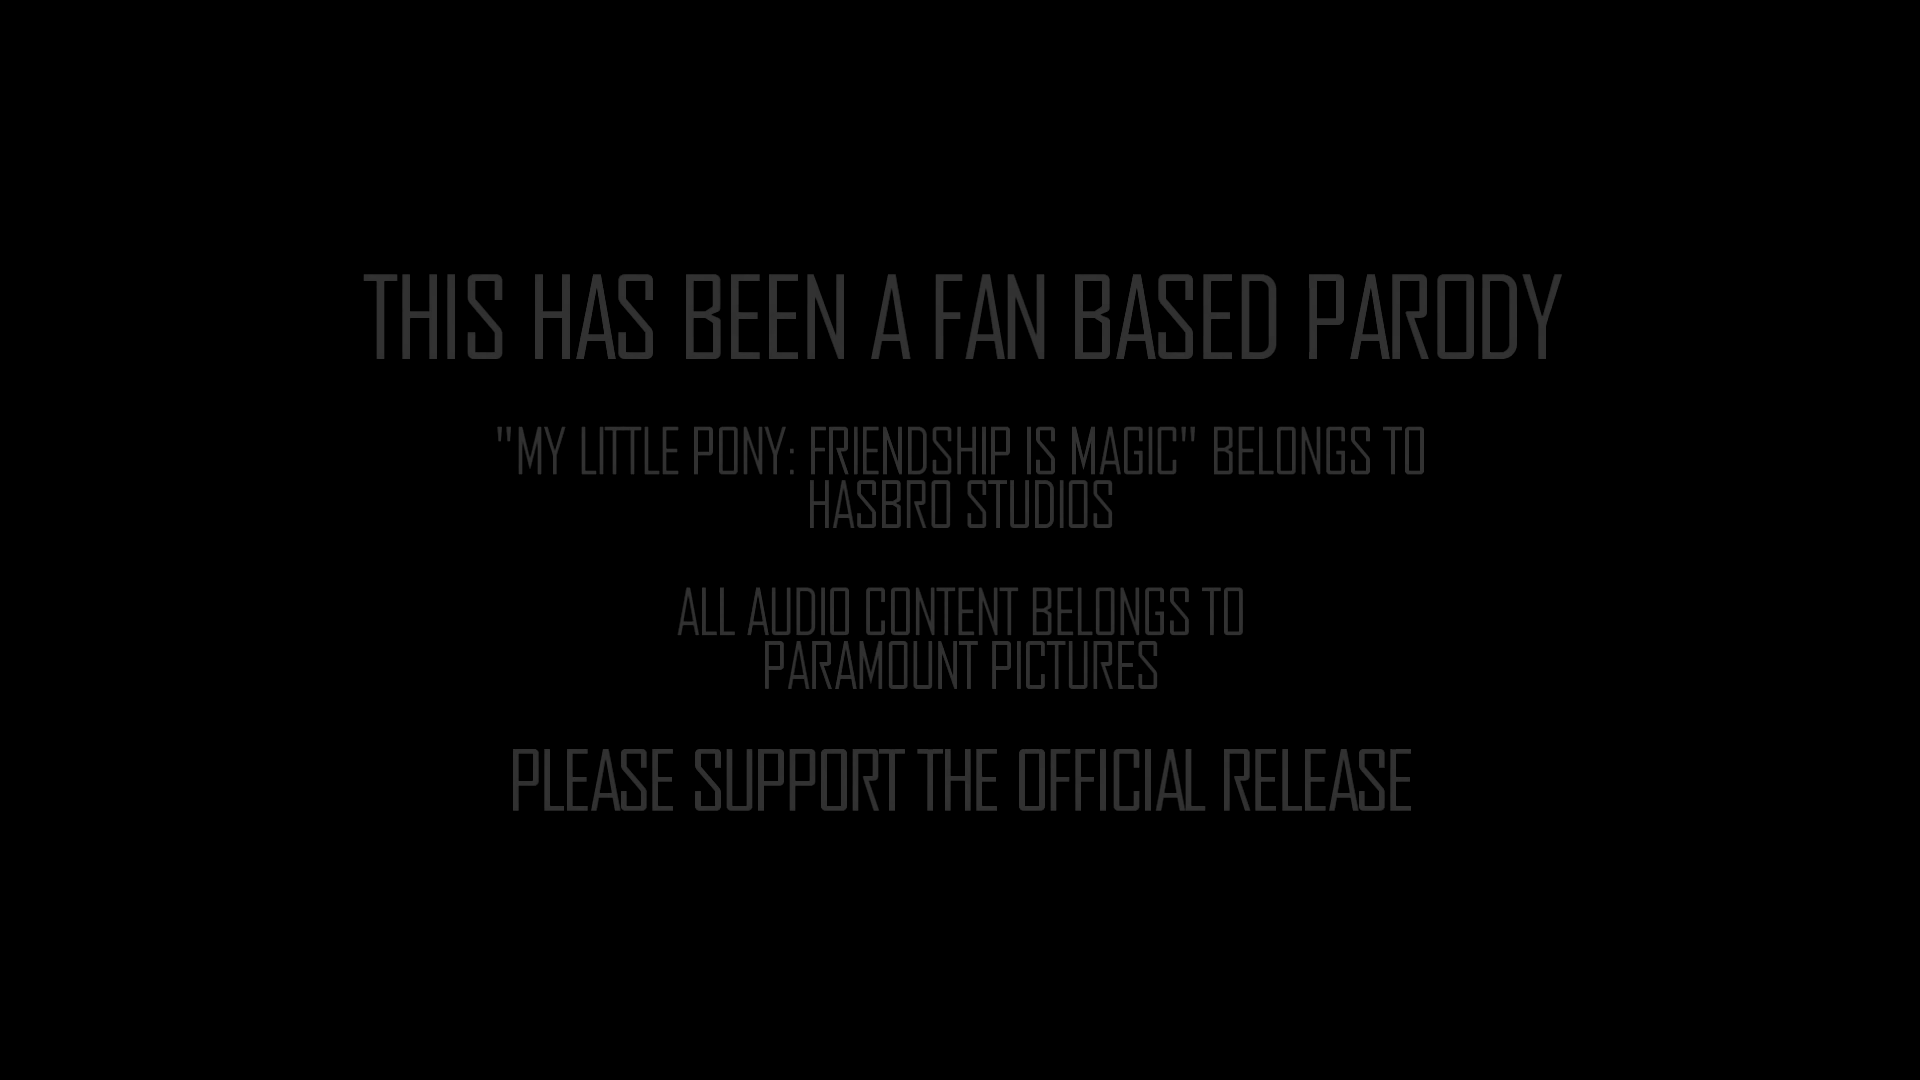 THIS HAS BEEN A FAN BASED PARODY
"MY LITTLE PONY: FRIENDSHIP IS MAGIC" BELONGS TO
HASBRO STUDIOS
ALL AUDIO CONTENT BELONGS TO
PARAMOUNT PICTURES
PLEASE SUPPORT THE OFFICIAL RELEASE